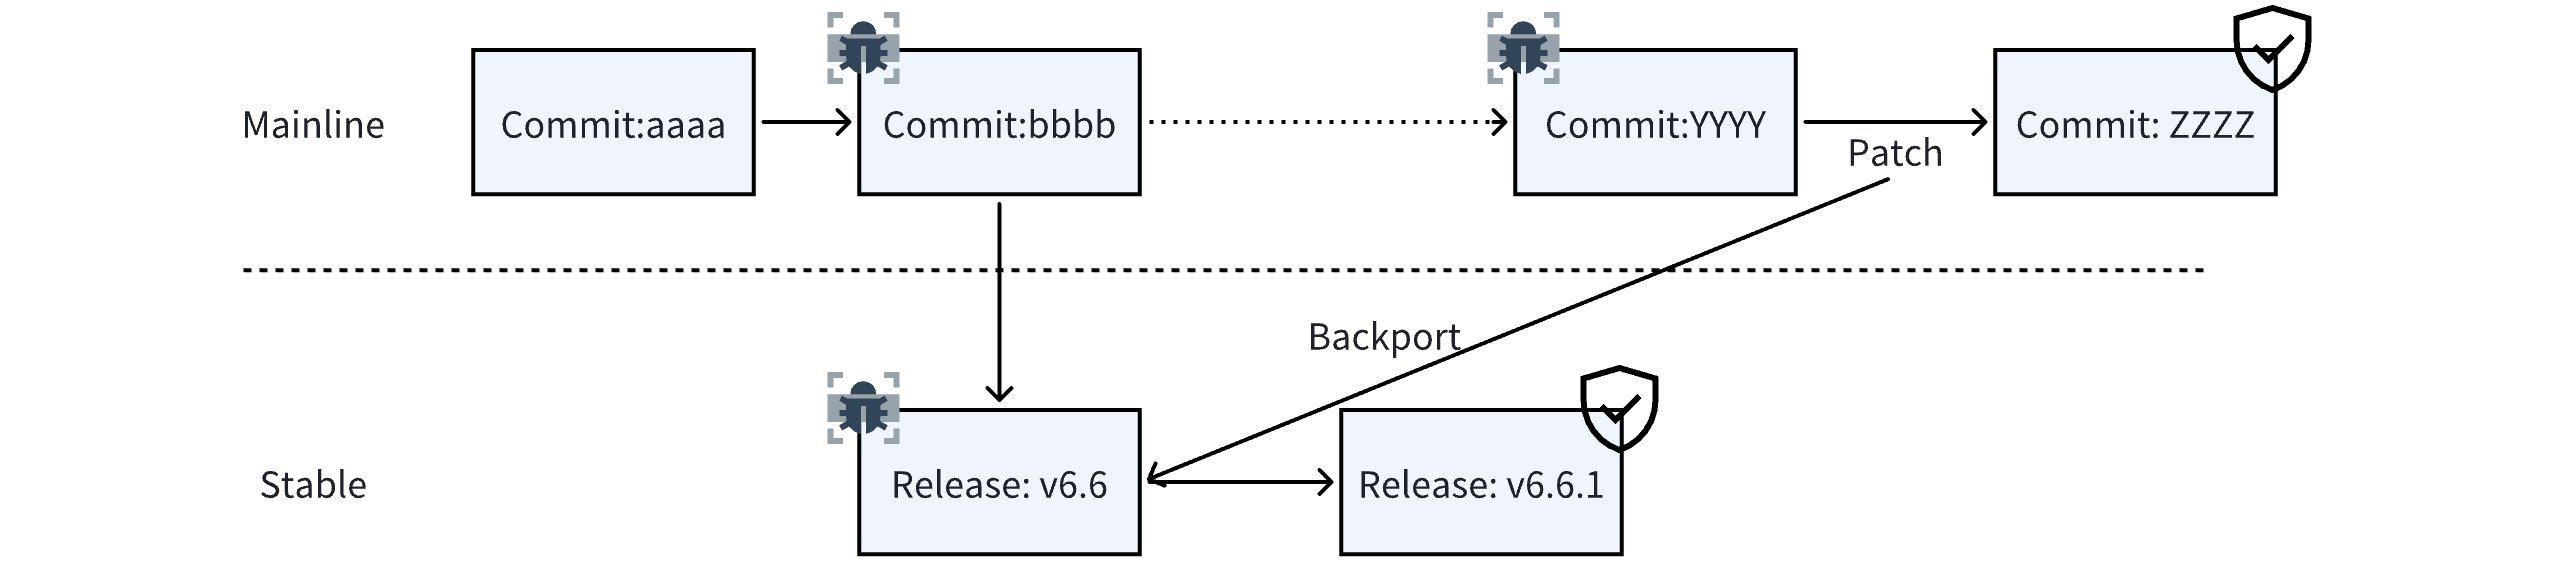 Mainline
Commit:aaaa
Commit:bbbb
Commit:YYYY
Patch
Commit: ZZZZ
Backport
Stable
Release: v6.6
Release: v6.6.1